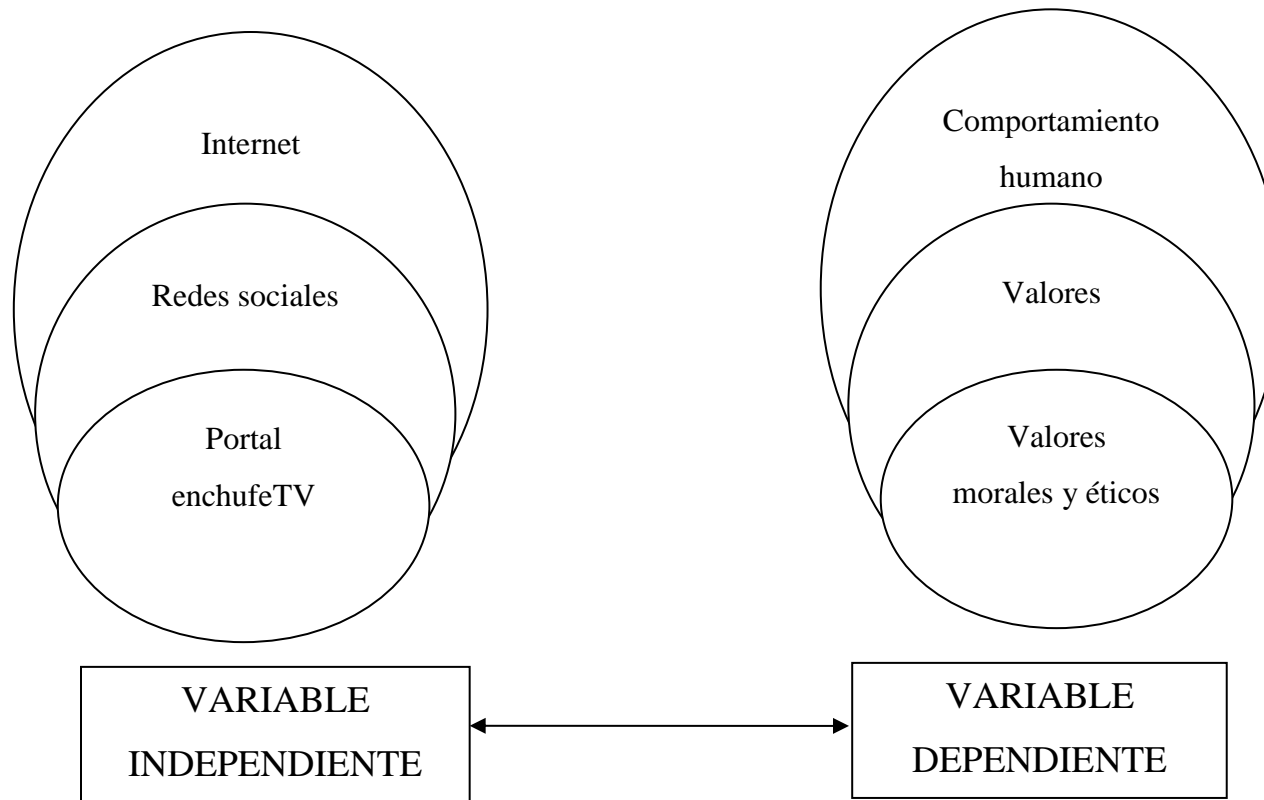 Internet
Redes sociales
Portal
enchufeTV
VARIABLE
INDEPENDIENTE
Comportamiento
humano
Valores
Valores
morales y éticos
VARIABLE
DEPENDIENTE